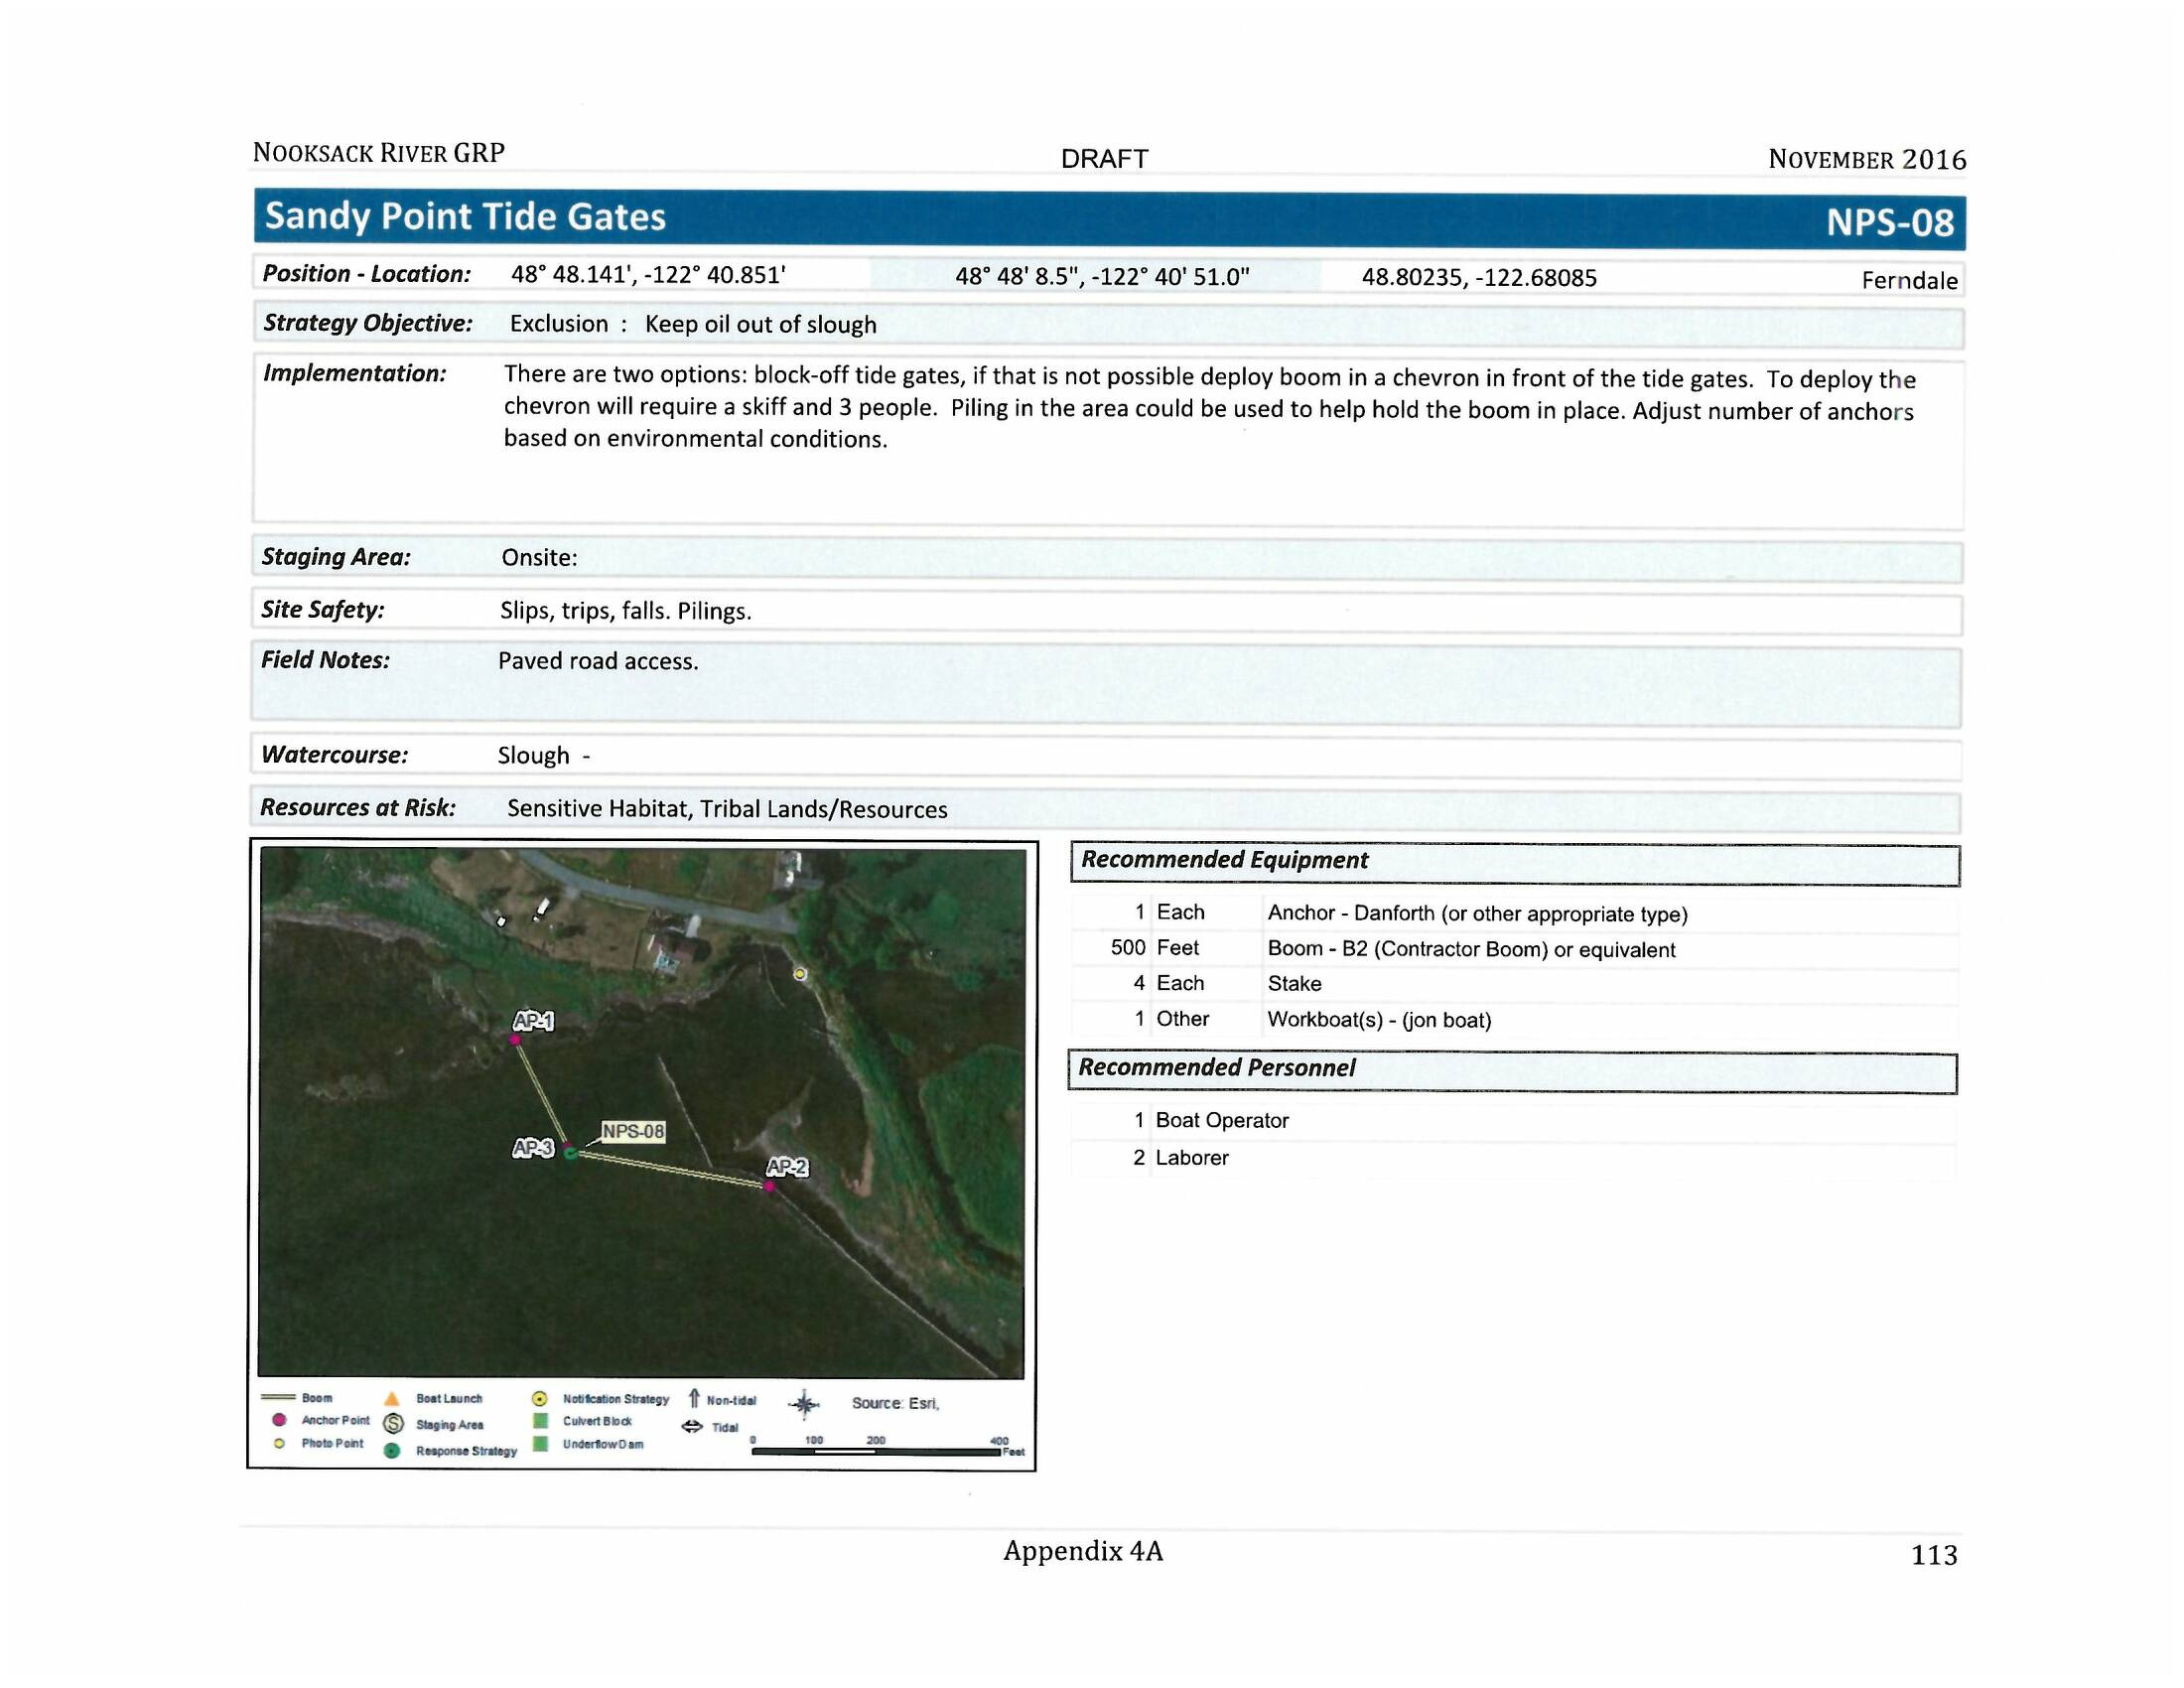 NOOKSACK RIVER GRP DRAFT NOVEMBER 2016
Sandy Point Tide Gates NPS-08
Position - Location: 48° 48.141', -122° 40.851' 48° 48' 8.5", -122° 40' 51.0" 48.80235, -122.68085 Ferndale
Strategy Objective: Exclusion : Keep oil out of slough
Implementation: There are two options: block-off tide gates, if that is not possible deploy boom in a chevron in front of the tide gates. To deploy the
chevron will require a skiff and 3 people. Piling in the area could be used to help hold the boom in place. Adjust number of anchors
based on environmental conditions.
Staging Area: Onsite:
Site Safety: Slips, trips, falls. Pilings.
Field Notes: Paved road access.
Watercourse: Slough -
Resources at Risk: Sensitive Habitat, Tribal Lands/Resources
AP-1
NPS-08
AP-3
AP-2
Boom Boat Launch Notification Strategy Non-tidal Source: Esri,
Anchor Point Staging Area Culvert Block Tidal
Photo Point Response Strategy Underflow Dam 0 100 200 400
Feet
Recommended Equipment
1 Each Anchor - Danforth (or other appropriate type)
500 Feet Boom - B2 (Contractor Boom) or equivalent
4 Each Stake
1 Other Workboat(s) - (jon boat)
Recommended Personnel
1 Boat Operator
2 Laborer
Appendix 4A 113